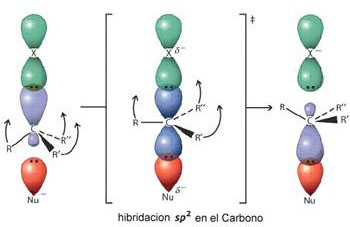 X
C
R
R'
R''
Nu⁻
‡
X δ⁻
C
R
R''
R'
Nu δ⁻
X⁻
C
R
R''
R'
Nu
hibridacion sp² en el Carbono